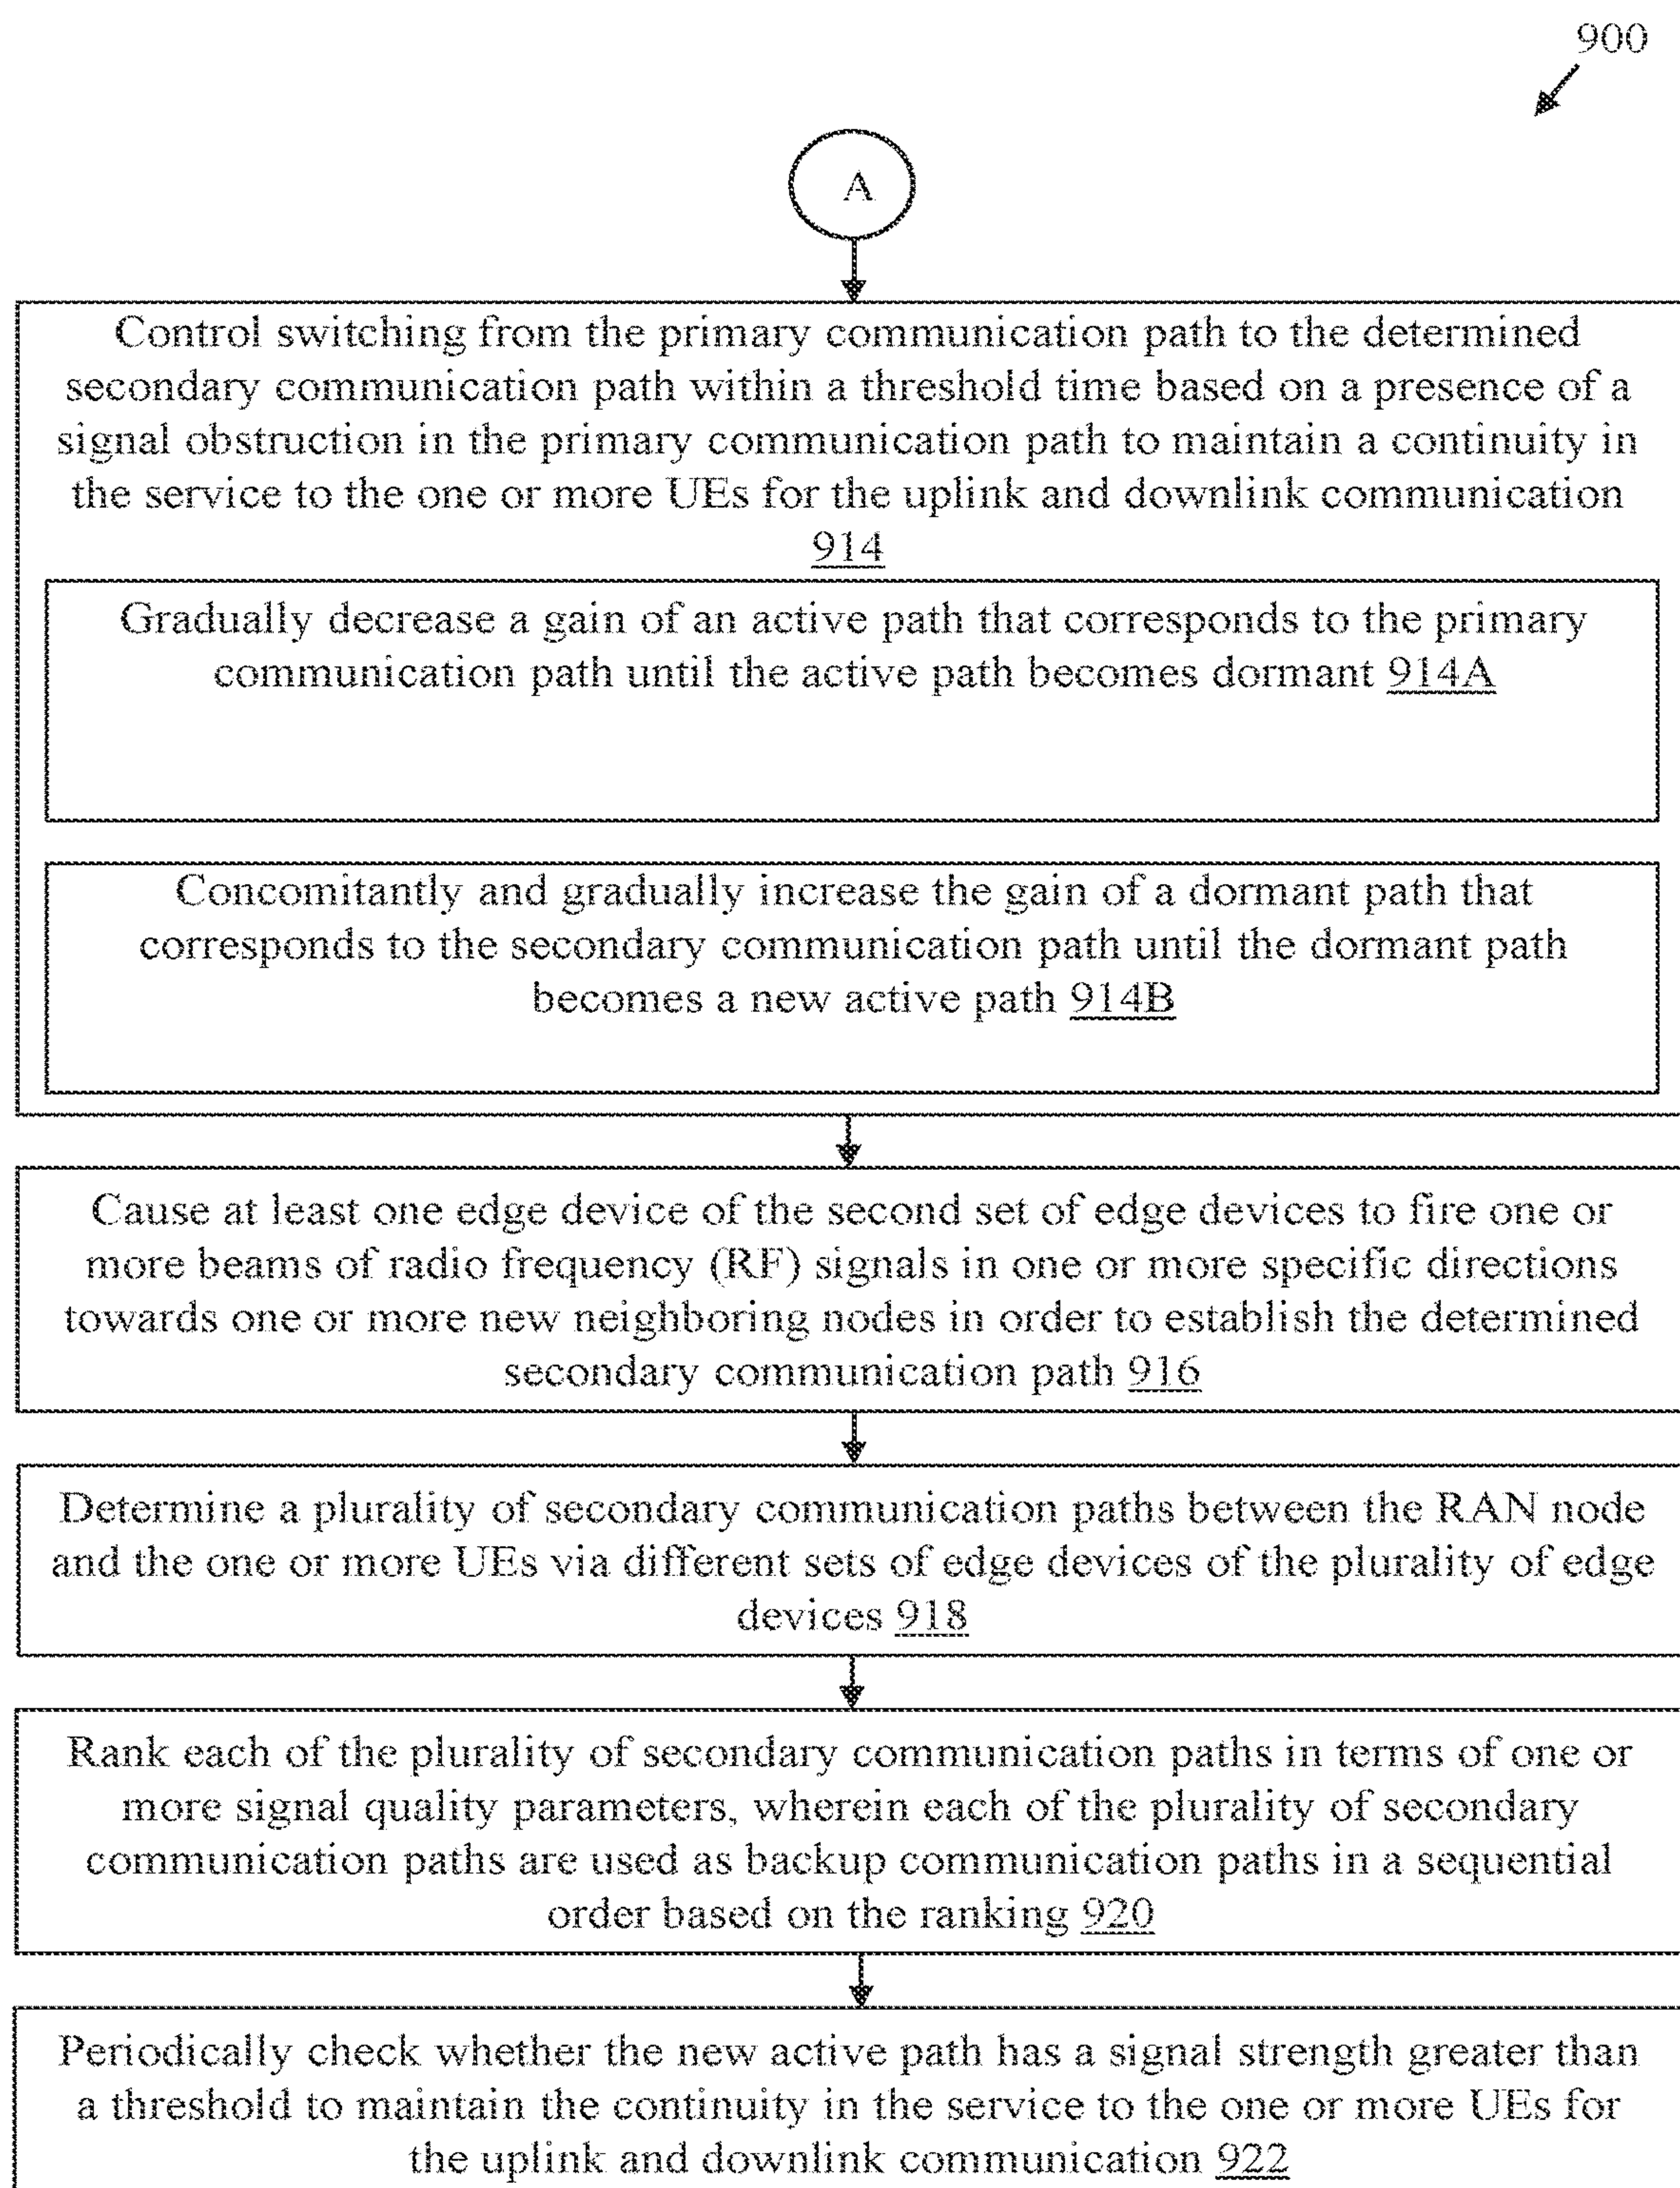 900
A
Control switching from the primary communication path to the determined
secondary communication path within a threshold time based on a presence of a
signal obstruction in the primary communication path to maintain a continuity in
the service to the one or more UEs for the uplink and downlink communication
914
Gradually decrease a gain of an active path that corresponds to the primary
communication path until the active path becomes dormant 914A
Concomitantly and gradually increase the gain of a dormant path that
corresponds to the secondary communication path until the dormant path
becomes a new active path 914B
Cause at least one edge device of the second set of edge devices to fire one or
more beams of radio frequency (RF) signals in one or more specific directions
towards one or more new neighboring nodes in order to establish the determined
secondary communication path 916
Determine a plurality of secondary communication paths between the RAN node
and the one or more UEs via different sets of edge devices of the plurality of edge
devices 918
Rank each of the plurality of secondary communication paths in terms of one or
more signal quality parameters, wherein each of the plurality of secondary
communication paths are used as backup communication paths in a sequential
order based on the ranking 920
Periodically check whether the new active path has a signal strength greater than
a threshold to maintain the continuity in the service to the one or more UEs for
the uplink and downlink communication 922